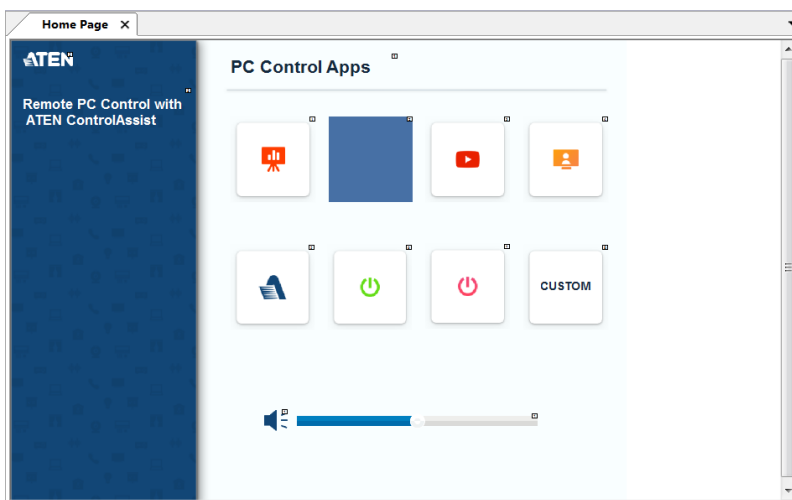 Home Page X
ATEN
PC Control Apps
Remote PC Control with
ATEN ControlAssist
CUSTOM